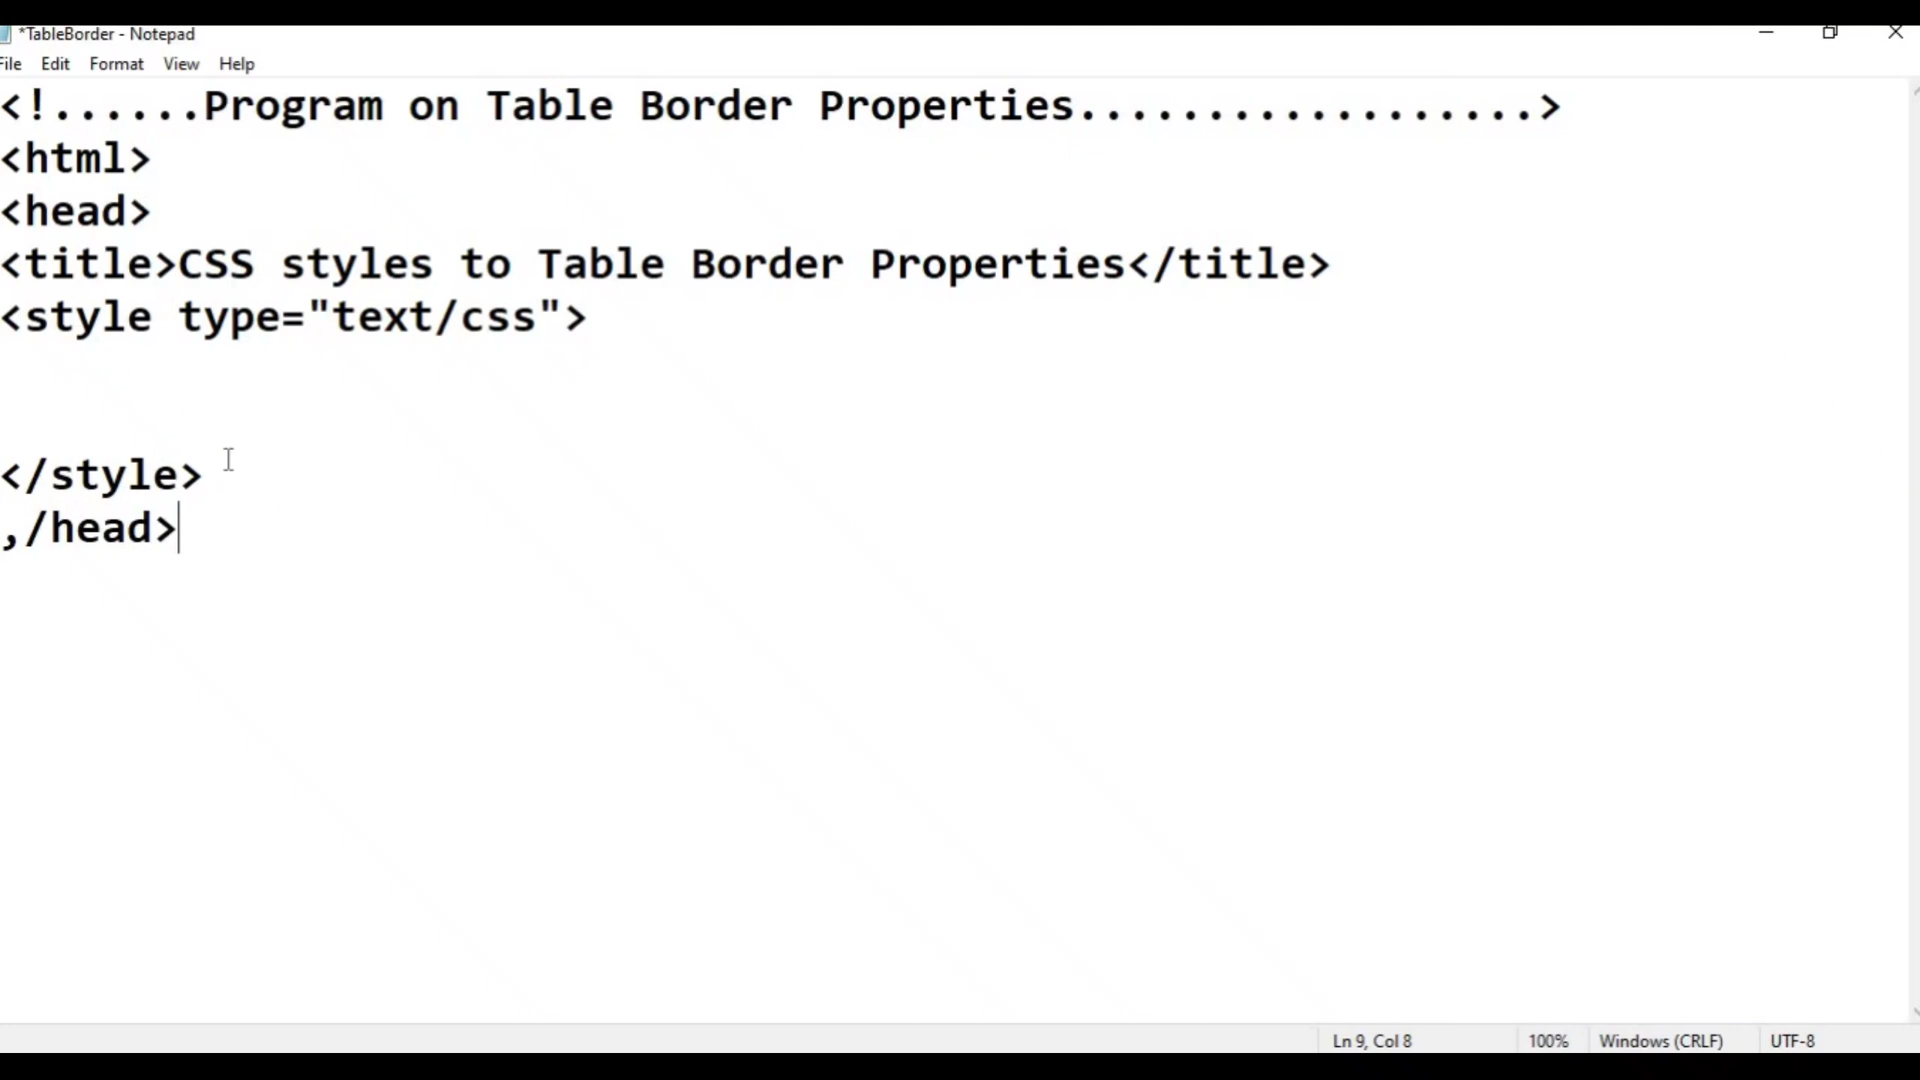 *TableBorder - Notepad
File Edit Format View Help
<!......Program on Table Border Properties..................>
<html>
<head>
<title>CSS styles to Table Border Properties</title>
<style type="text/css">
</style>
,/head>
Ln 9, Col 8 100% Windows (CRLF) UTF-8